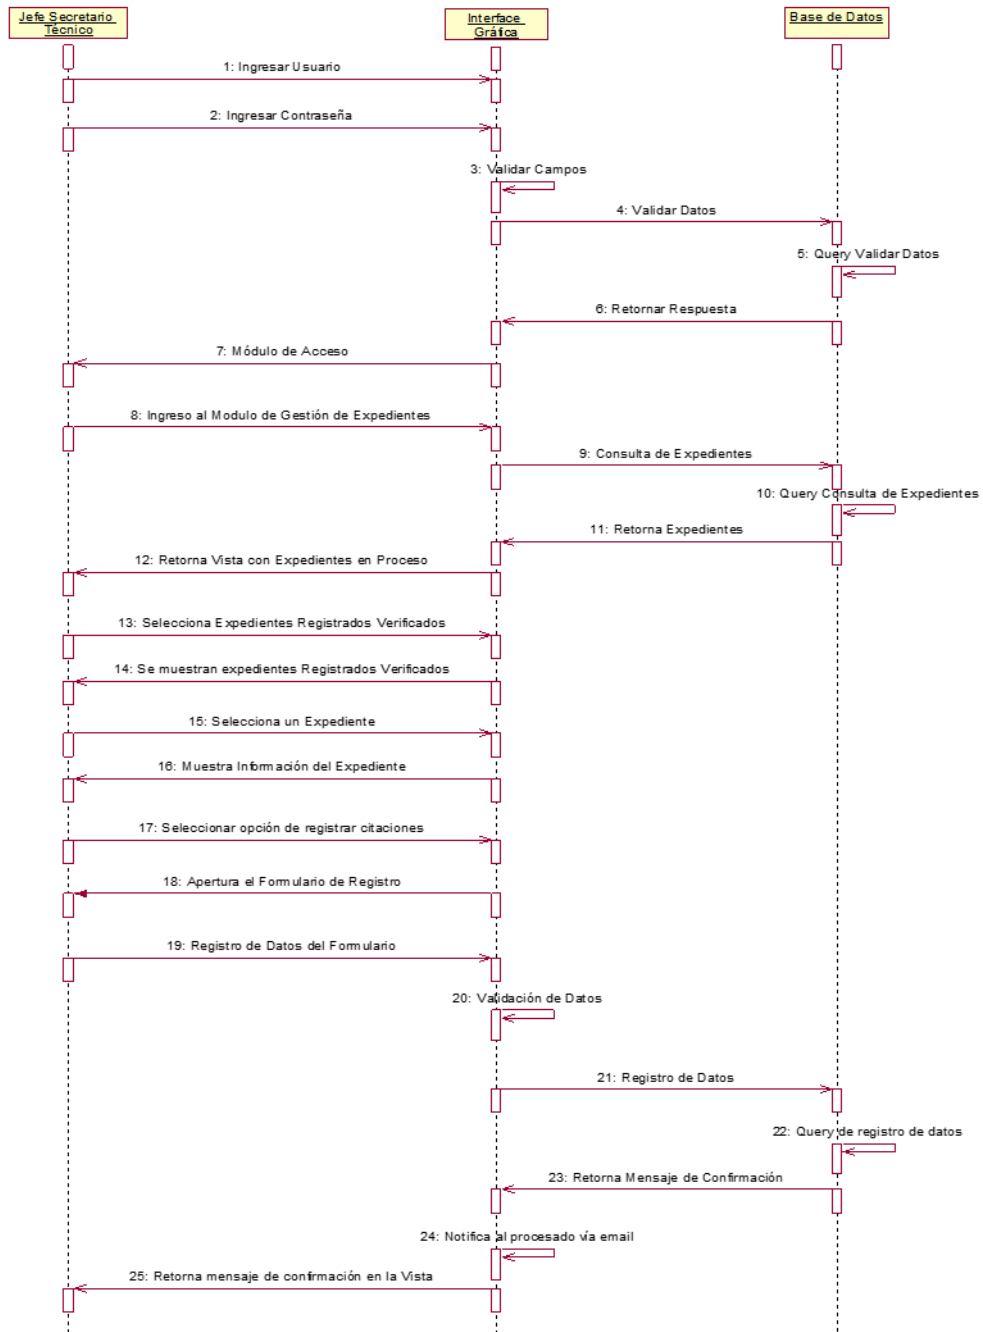 Jefe Secretario
Técnico
Interface
Gráfica
Base de Datos
1: Ingresar Usuario
2: Ingresar Contraseña
3: Validar Campos
4: Validar Datos
5: Query Validar Datos
6: Retornar Respuesta
7: Módulo de Acceso
8: Ingreso al Modulo de Gestión de Expedientes
9: Consulta de Expedientes
10: Query Consulta de Expedientes
11: Retorna Expedientes
12: Retorna Vista con Expedientes en Proceso
13: Selecciona Expedientes Registrados Verificados
14: Se muestran expedientes Registrados Verificados
15: Selecciona un Expediente
16: Muestra Información del Expediente
17: Seleccionar opción de registrar citaciones
18: Apertura el Formulario de Registro
19: Registro de Datos del Formulario
20: Validación de Datos
21: Registro de Datos
22: Query de registro de datos
23: Retorna Mensaje de Confirmación
24: Notifica al procesado vía email
25: Retorna mensaje de confirmación en la Vista